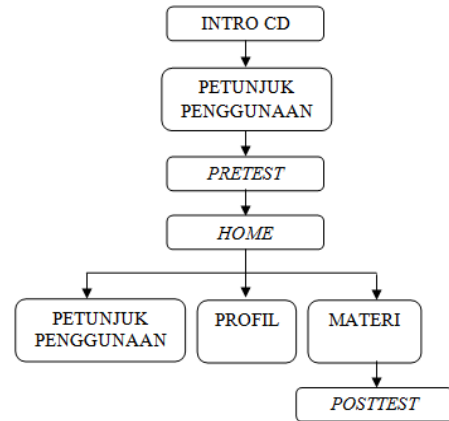 INTRO CD
PETUNJUK
PENGGUNAAN
PRETEST
HOME
PETUNJUK
PENGGUNAAN
PROFIL
MATERI
POSTTEST